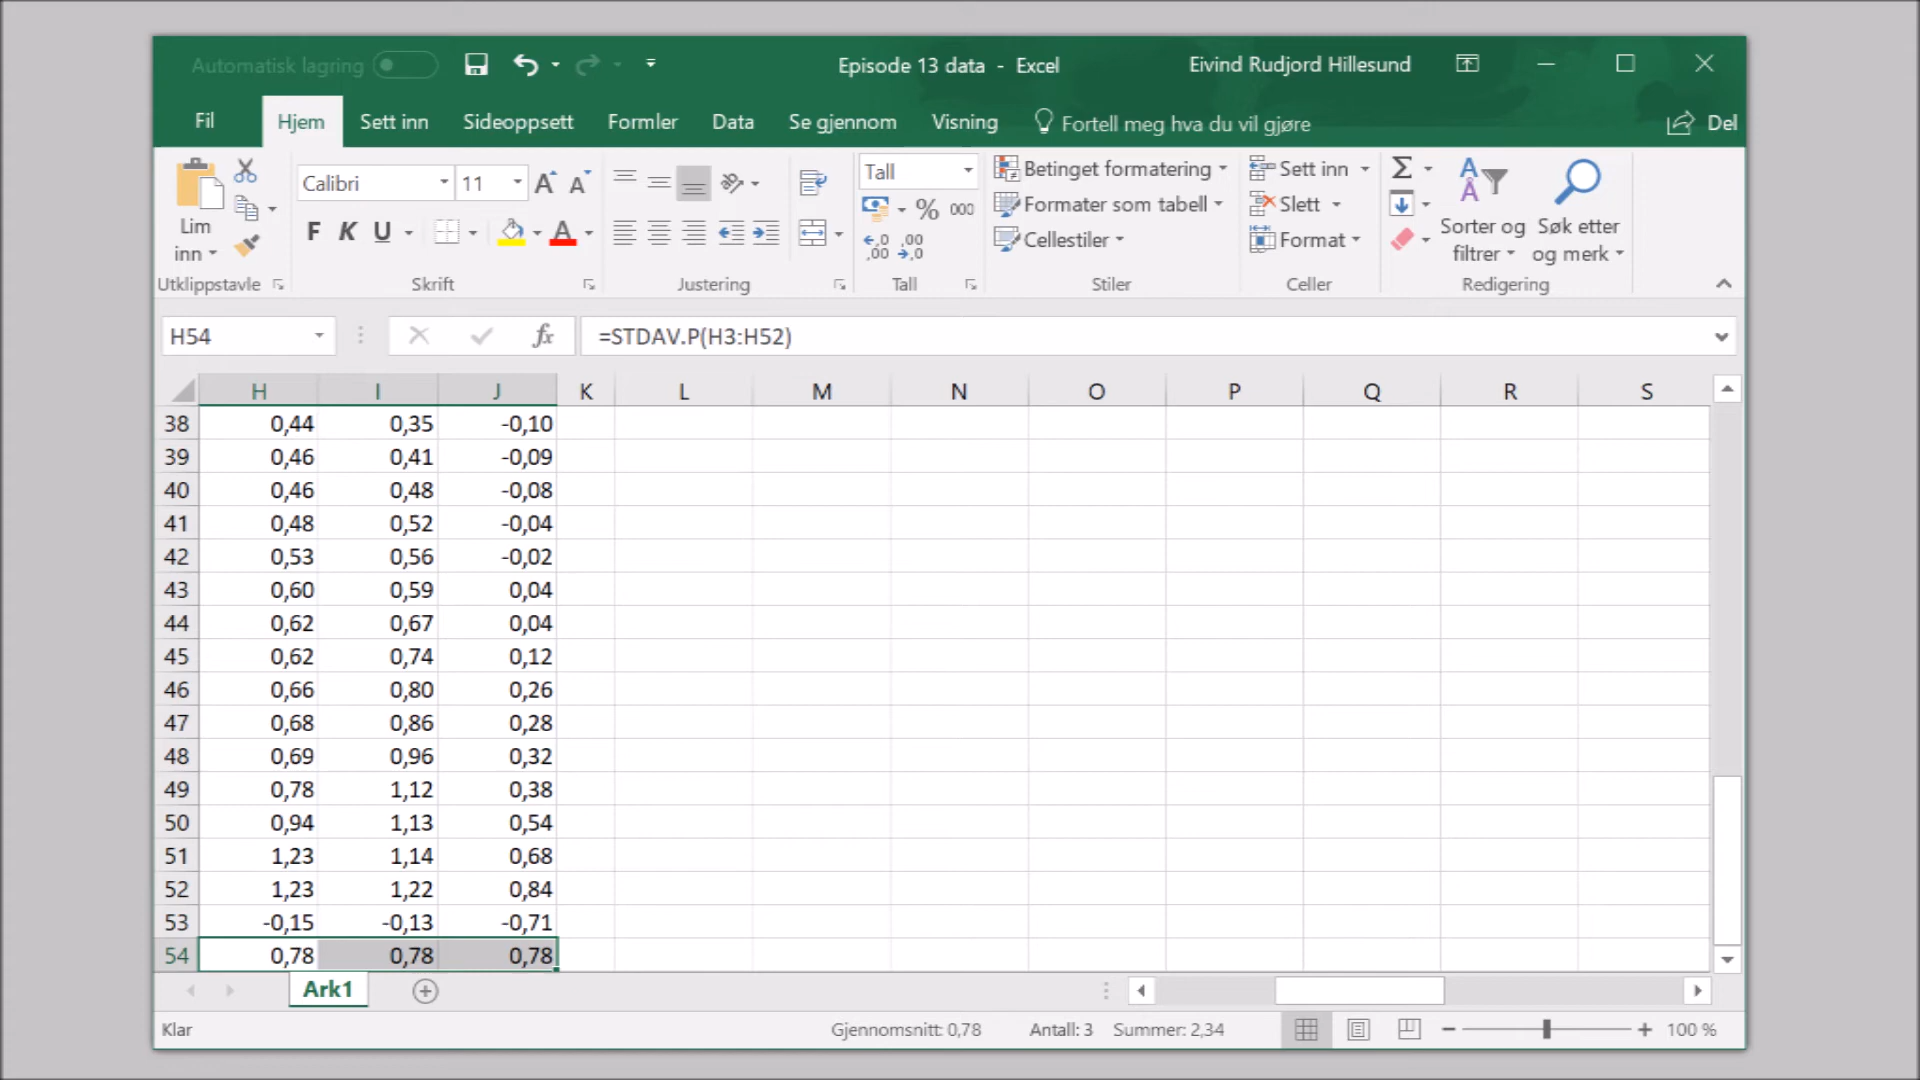 Automatisk lagring
Episode 13 data - Excel
Eivind Rudjord Hillesund
Fil Hjem Sett inn Sideoppsett Formler Data Se gjennom Visning Fortell meg hva du vil gjøre Del
Lim inn
Calibri 11
F K U
Tall
% 000
Betinget formatering
Formater som tabell
Cellestiler
Sett inn
Slett
Format
Sorter og filtrer
Søk etter og merk
Utklippstavle Skrift Justering Tall Stiler Celler Redigering
H54 fx =STDAV.P(H3:H52)
H I J K L M N O P Q R S
38 0,44 0,35 -0,10
39 0,46 0,41 -0,09
40 0,46 0,48 -0,08
41 0,48 0,52 -0,04
42 0,53 0,56 -0,02
43 0,60 0,59 0,04
44 0,62 0,67 0,04
45 0,62 0,74 0,12
46 0,66 0,80 0,26
47 0,68 0,86 0,28
48 0,69 0,96 0,32
49 0,78 1,12 0,38
50 0,94 1,13 0,54
51 1,23 1,14 0,68
52 1,23 1,22 0,84
53 -0,15 -0,13 -0,71
54 0,78 0,78 0,78
Ark1
Klar Gjennomsnitt: 0,78 Antall: 3 Summer: 2,34 100 %